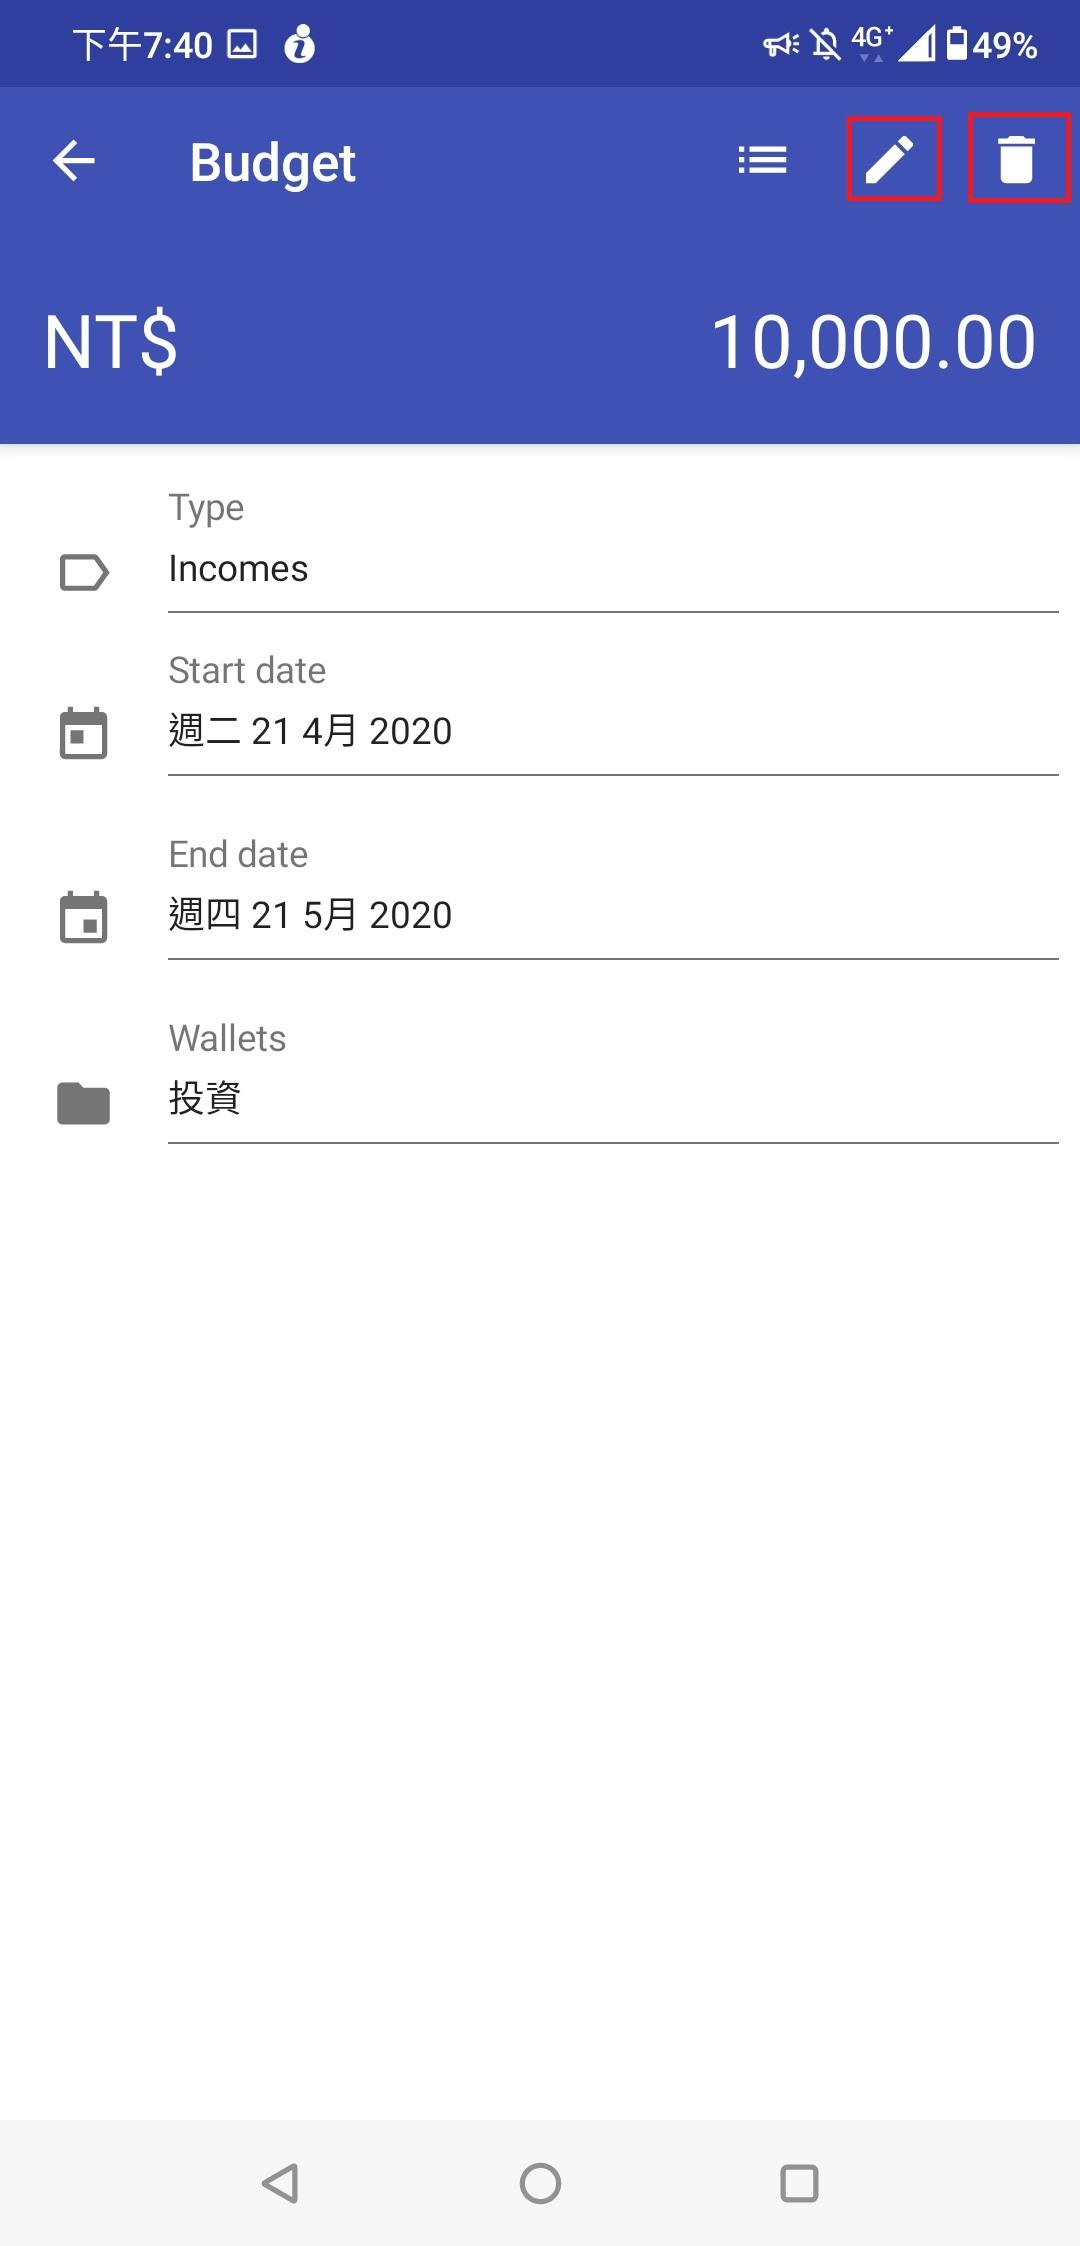 下午7:40 4G+ 49%
Budget
NT$ 10,000.00
Type
Incomes
Start date
週二 21 4月 2020
End date
週四 21 5月 2020
Wallets
投資